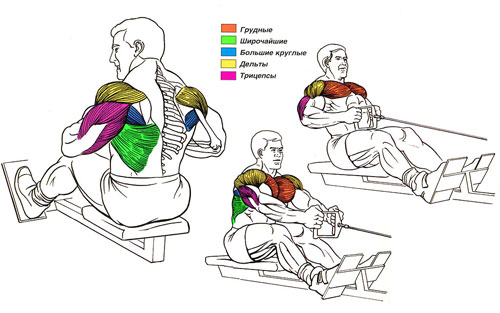 Грудные
Широчайшие
Большие круглые
Дельты
Трицепсы